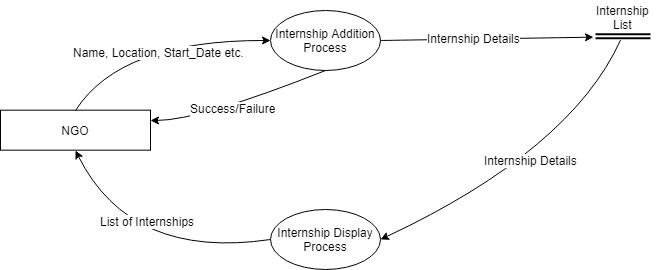 Internship
List
Internship Addition
Process
Internship Details
Name, Location, Start_Date etc.
Success/Failure
NGO
Internship Details
List of Internships
Internship Display
Process